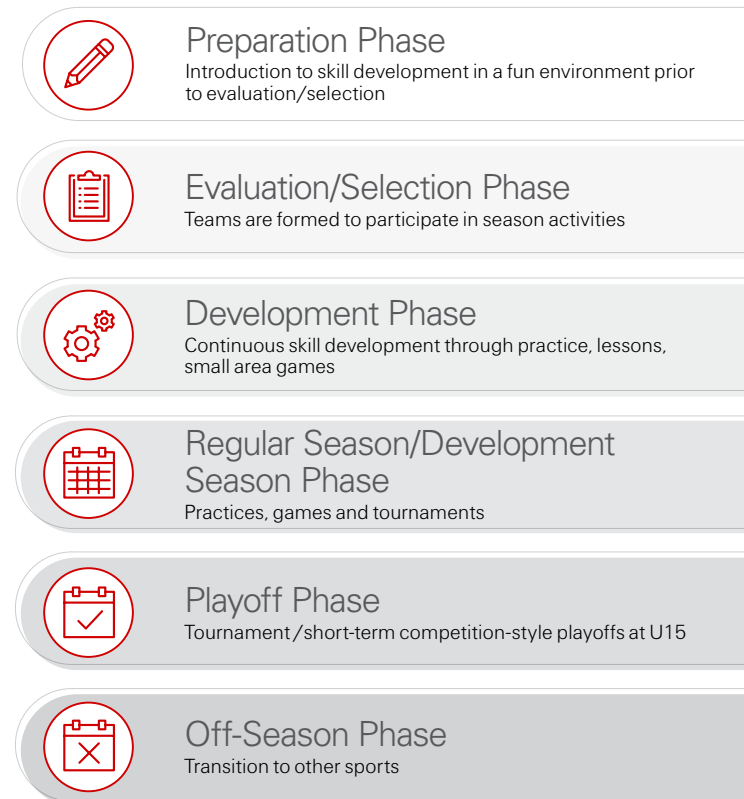 Preparation Phase
Introduction to skill development in a fun environment prior
to evaluation/selection
Evaluation/Selection Phase
Teams are formed to participate in season activities
Development Phase
Continuous skill development through practice, lessons,
small area games
Regular Season/Development
Season Phase
Practices, games and tournaments
Playoff Phase
Tournament/short-term competition-style playoffs at U15
Off-Season Phase
Transition to other sports